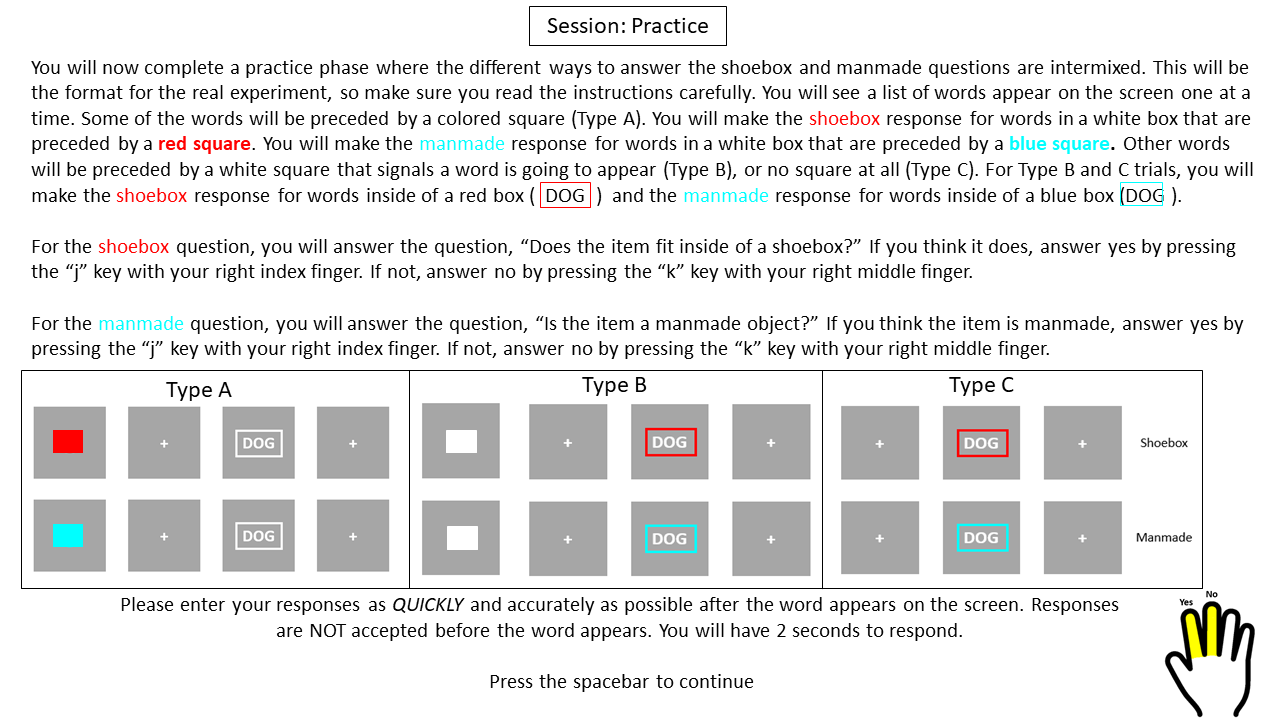 Session: Practice
You will now complete a practice phase where the different ways to answer the shoebox and manmade questions are intermixed. This will be
the format for the real experiment, so make sure you read the instructions carefully. You will see a list of words appear on the screen one at a
time. Some of the words will be preceded by a colored square (Type A). You will make the shoebox response for words in a white box that are
preceded by a red square. You will make the manmade response for words in a white box that are preceded by a blue square. Other words
will be preceded by a white square that signals a word is going to appear (Type B), or no square at all (Type C). For Type B and C trials, you will
make the shoebox response for words inside of a red box ( DOG ) and the manmade response for words inside of a blue box (DOG ).
For the shoebox question, you will answer the question, “Does the item fit inside of a shoebox?” If you think it does, answer yes by pressing
the “j” key with your right index finger. If not, answer no by pressing the “k” key with your right middle finger.
For the manmade question, you will answer the question, “Is the item a manmade object?” If you think the item is manmade, answer yes by
pressing the “j” key with your right index finger. If not, answer no by pressing the “k” key with your right middle finger.
Type A
+ DOG +
+ DOG +
Type B
+ DOG +
+ DOG +
Type C
+ DOG + Shoebox
+ DOG + Manmade
Please enter your responses as QUICKLY and accurately as possible after the word appears on the screen. Responses
are NOT accepted before the word appears. You will have 2 seconds to respond.
Yes No
Press the spacebar to continue